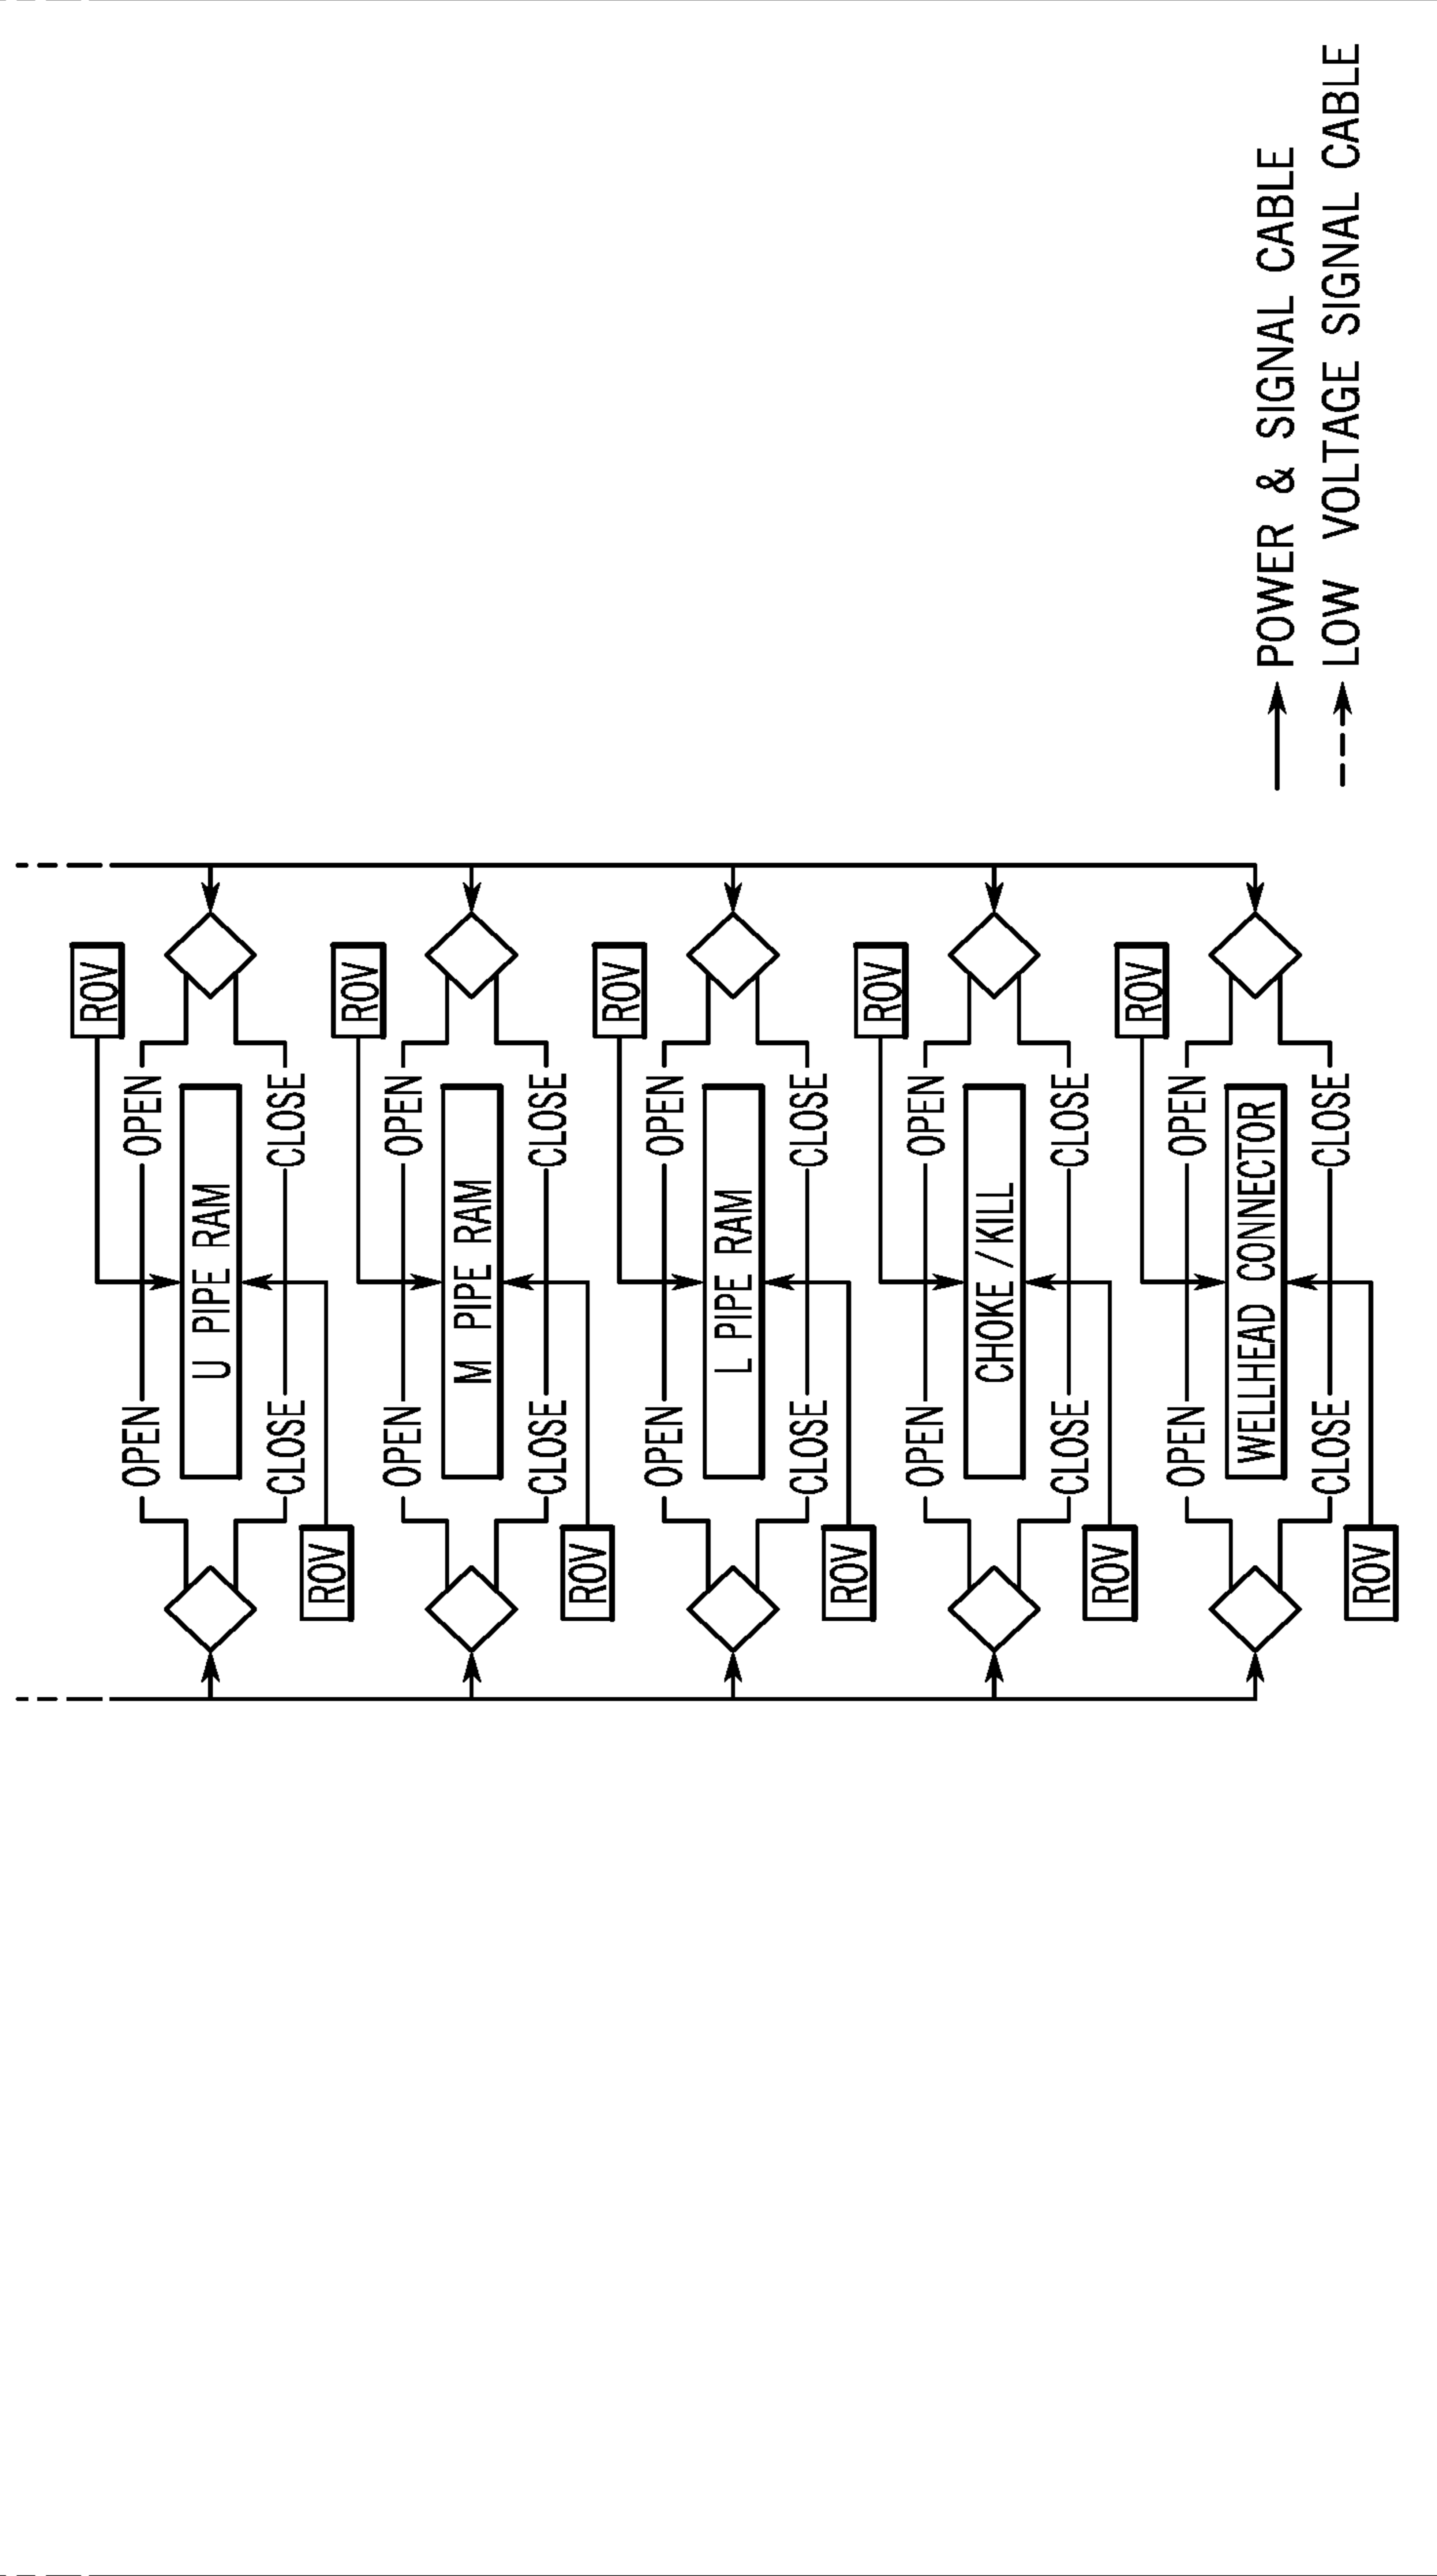 ROV
OPEN OPEN
U PIPE RAM
CLOSE CLOSE
ROV
ROV
OPEN OPEN
M PIPE RAM
CLOSE CLOSE
ROV
ROV
OPEN OPEN
L PIPE RAM
CLOSE CLOSE
ROV
ROV
OPEN OPEN
CHOKE/KILL
CLOSE CLOSE
ROV
ROV
OPEN OPEN
WELLHEAD CONNECTOR
CLOSE CLOSE
ROV
POWER & SIGNAL CABLE
LOW VOLTAGE SIGNAL CABLE